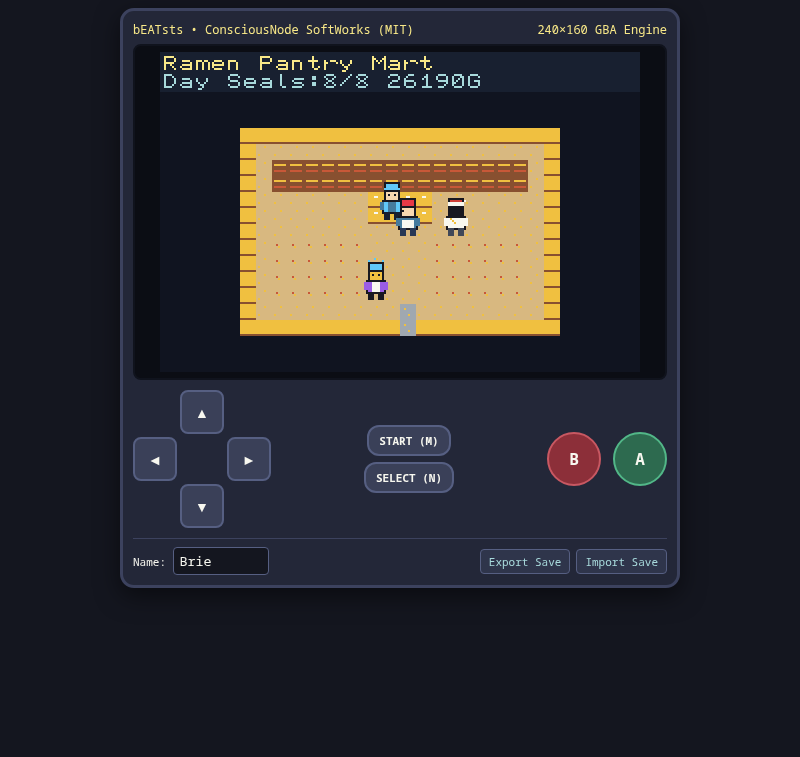 bEATsts • ConsciousNode SoftWorks (MIT)
240×160 GBA Engine
Ramen Pantry Mart
Day Seals:8/8 26190G
▲
◄
►
▼
START (M)
SELECT (N)
B
A
Name: Brie
Export Save
Import Save